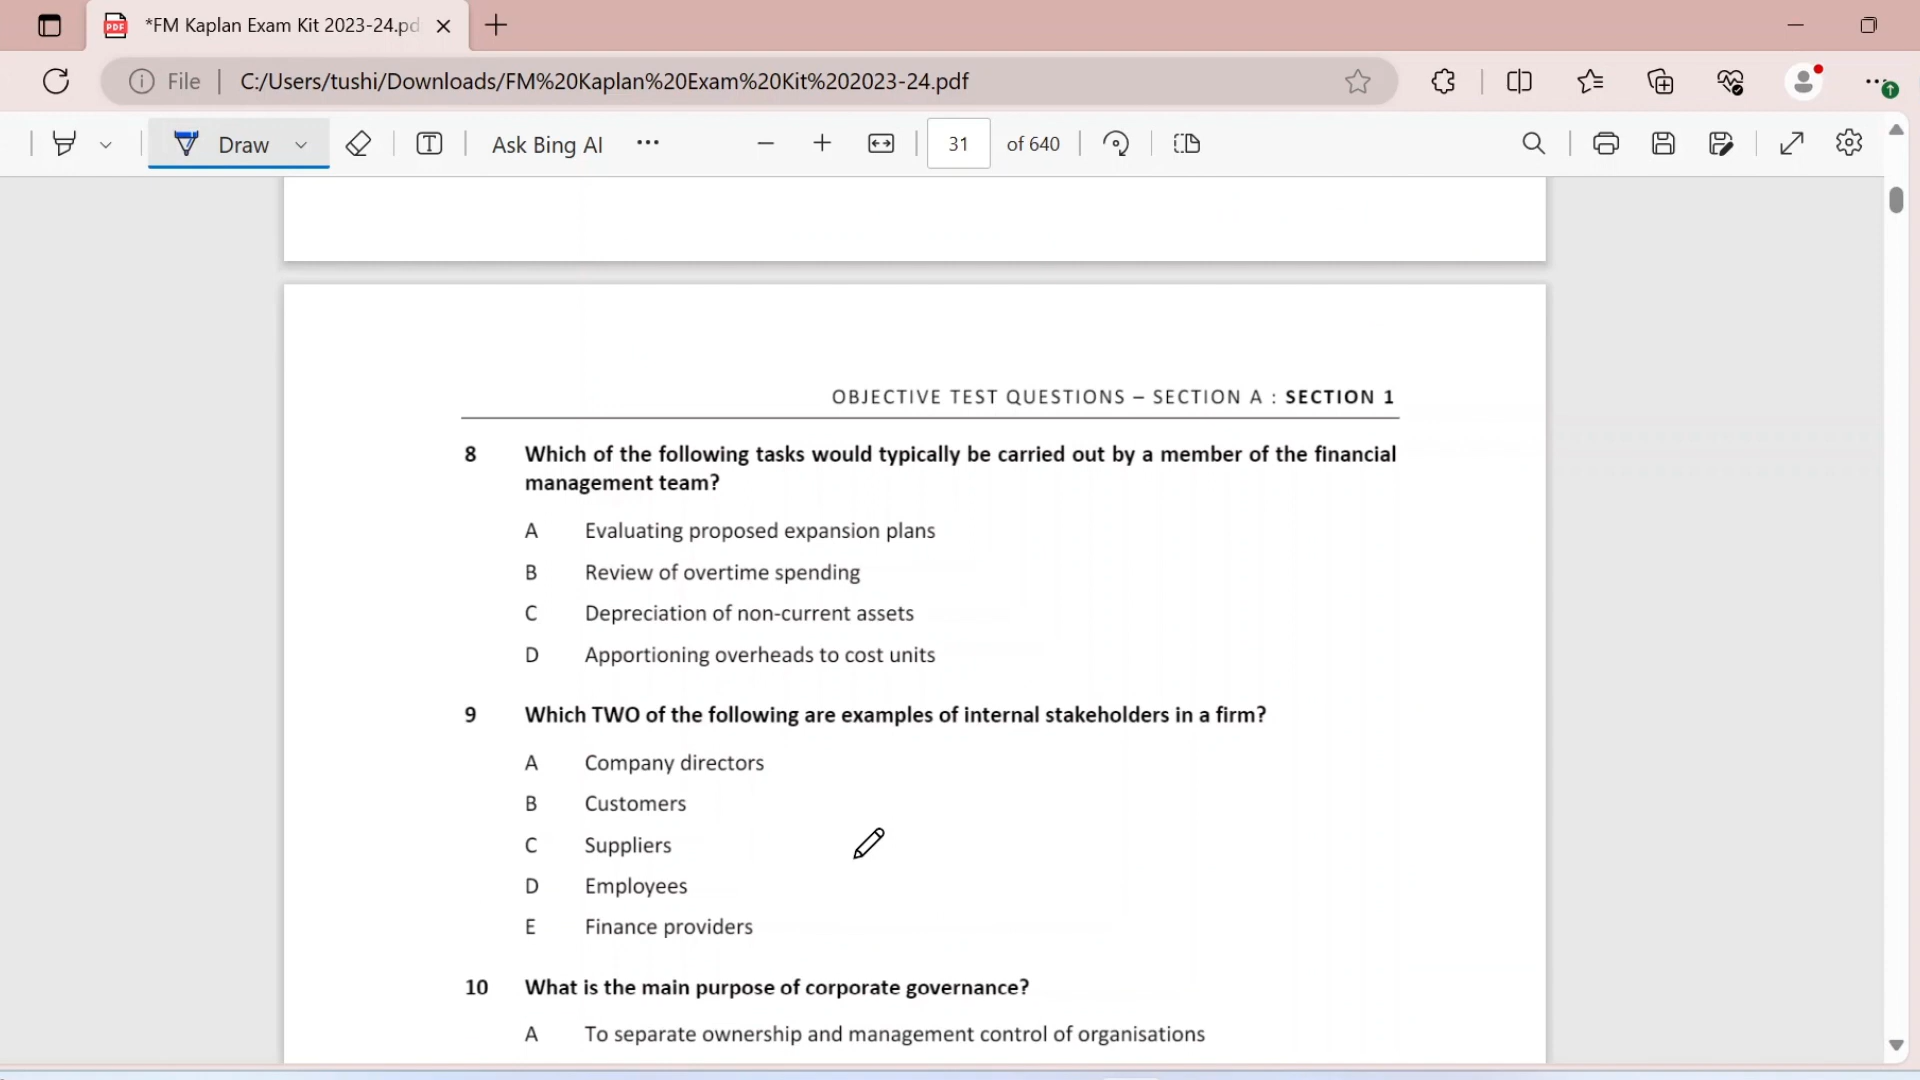 *FM Kaplan Exam Kit 2023-24.pd
File
C:/Users/tushi/Downloads/FM%20Kaplan%20Exam%20Kit%202023-24.pdf
Draw
Ask Bing AI
31 of 640
OBJECTIVE TEST QUESTIONS – SECTION A : SECTION 1
8 Which of the following tasks would typically be carried out by a member of the financial
management team?
A Evaluating proposed expansion plans
B Review of overtime spending
C Depreciation of non-current assets
D Apportioning overheads to cost units
9 Which TWO of the following are examples of internal stakeholders in a firm?
A Company directors
B Customers
C Suppliers
D Employees
E Finance providers
10 What is the main purpose of corporate governance?
A To separate ownership and management control of organisations